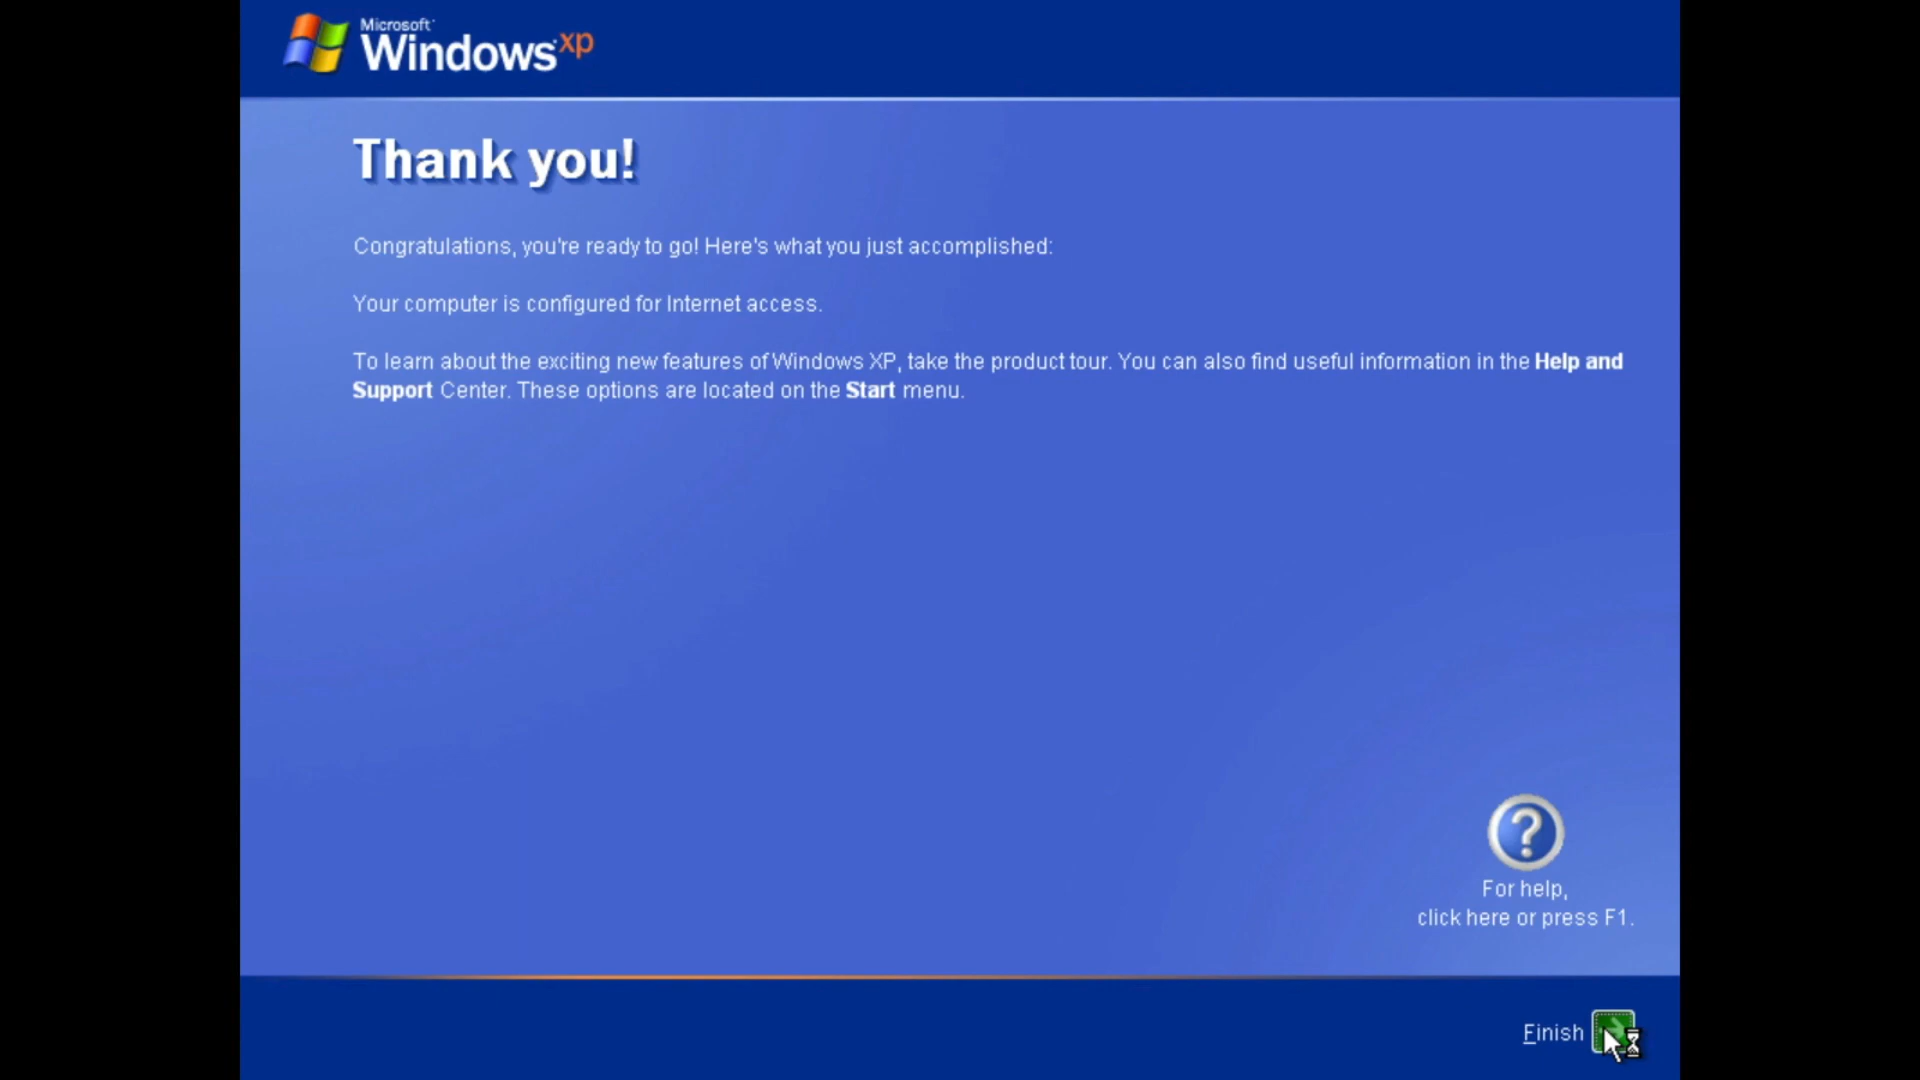 Microsoft
Windows xp
Thank you!
Congratulations, you're ready to go! Here's what you just accomplished:
Your computer is configured for Internet access.
To learn about the exciting new features of Windows XP, take the product tour. You can also find useful information in the Help and
Support Center. These options are located on the Start menu.
For help,
click here or press F1.
Finish